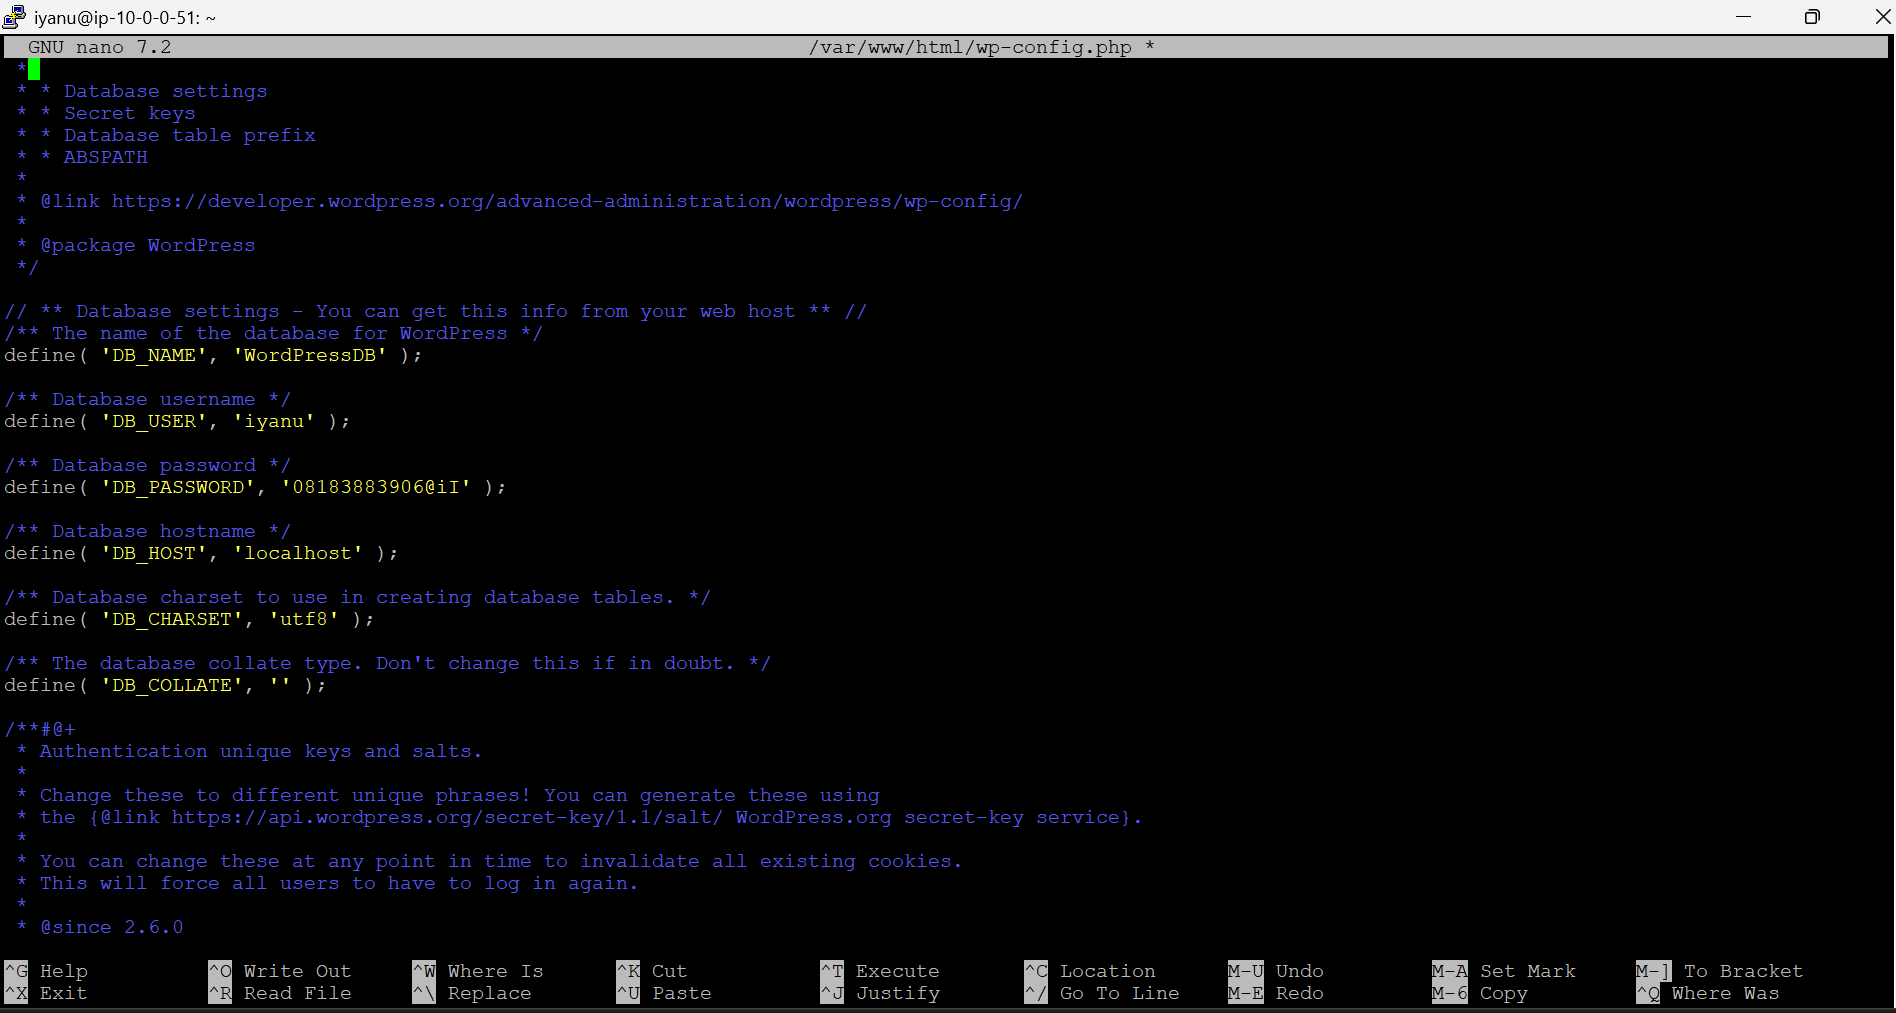 iyanu@ip-10-0-0-51: ~
GNU nano 7.2 /var/www/html/wp-config.php *
*
* * Database settings
* * Secret keys
* * Database table prefix
* * ABSPATH
*
* @link https://developer.wordpress.org/advanced-administration/wordpress/wp-config/
*
* @package WordPress
*/
// ** Database settings - You can get this info from your web host ** //
/** The name of the database for WordPress */
define( 'DB_NAME', 'WordPressDB' );
/** Database username */
define( 'DB_USER', 'iyanu' );
/** Database password */
define( 'DB_PASSWORD', '08183883906@iI' );
/** Database hostname */
define( 'DB_HOST', 'localhost' );
/** Database charset to use in creating database tables. */
define( 'DB_CHARSET', 'utf8' );
/** The database collate type. Don't change this if in doubt. */
define( 'DB_COLLATE', '' );
/**#@+
* Authentication unique keys and salts.
*
* Change these to different unique phrases! You can generate these using
* the {@link https://api.wordpress.org/secret-key/1.1/salt/ WordPress.org secret-key service}.
*
* You can change these at any point in time to invalidate all existing cookies.
* This will force all users to have to log in again.
*
* @since 2.6.0
^G Help ^O Write Out ^W Where Is ^K Cut ^T Execute ^C Location M-U Undo M-A Set Mark M-] To Bracket
^X Exit ^R Read File ^\ Replace ^U Paste ^J Justify ^/ Go To Line M-E Redo M-6 Copy ^Q Where Was